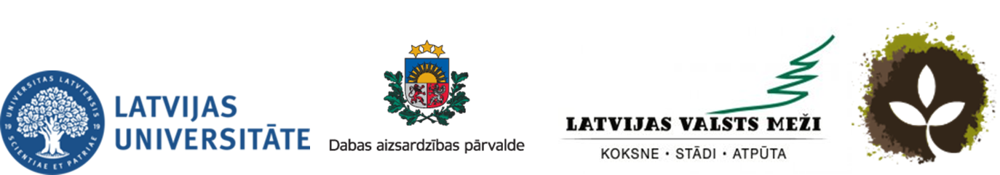 UNIVERSITAS LATVIENSIS
19 19
SCIENTIAE ET PATRIAE
LATVIJAS
UNIVERSITĀTE
Dabas aizsardzības pārvalde
LATVIJAS VALSTS MEŽI
KOKSNE · STĀDI · ATPŪTA